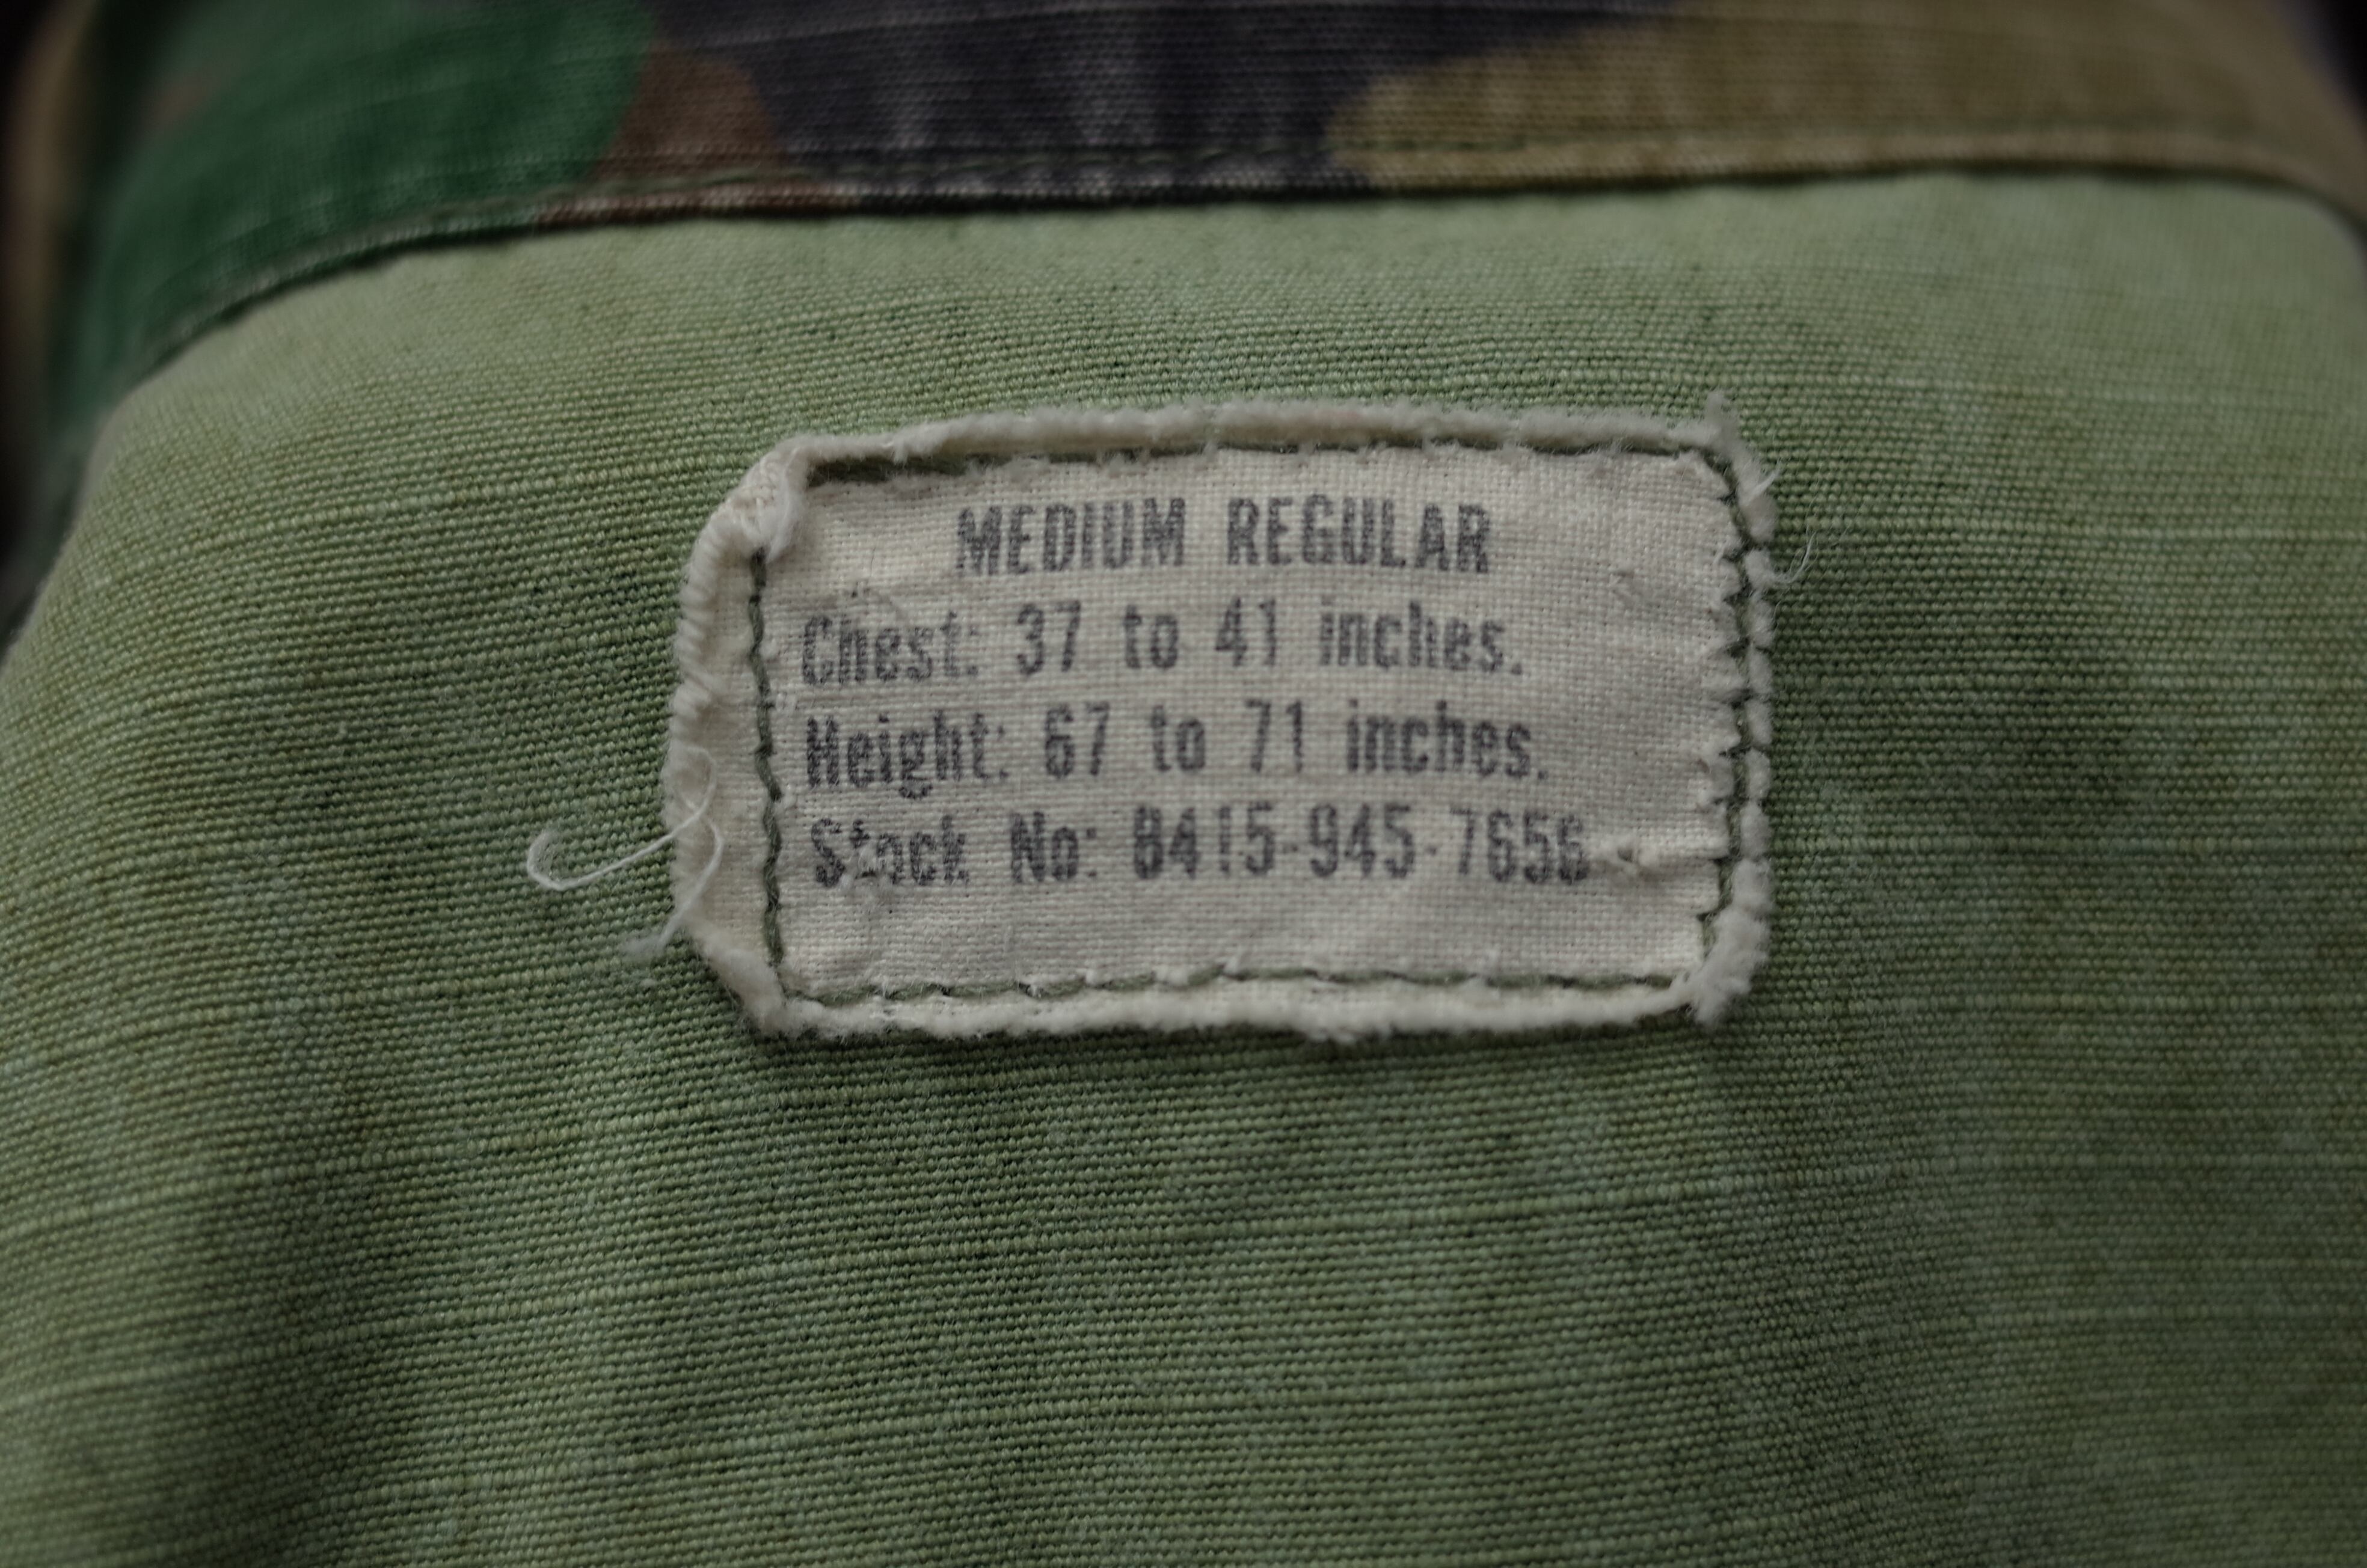 MEDIUM REGULAR
Chest: 37 to 41 inches.
Height: 67 to 71 inches.
Stock No: 8415-945-7656